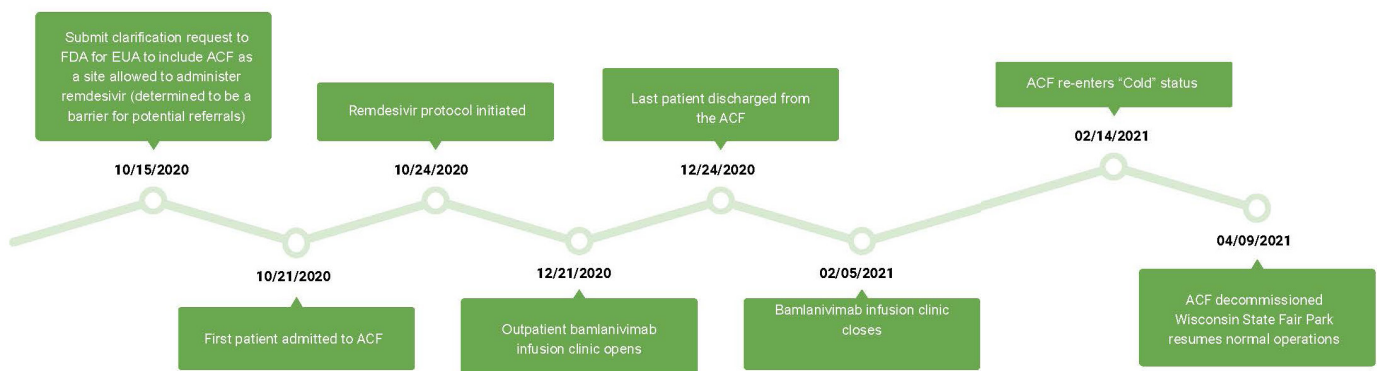 Submit clarification request to
FDA for EUA to include ACF as
a site allowed to administer
remdesivir (determined to be a
barrier for potential referrals)
10/15/2020
10/21/2020
First patient admitted to ACF
Remdesivir protocol initiated
10/24/2020
12/21/2020
Outpatient bamlanivimab
infusion clinic opens
Last patient discharged from
the ACF
12/24/2020
02/05/2021
Bamlanivimab infusion clinic
closes
ACF re-enters “Cold” status
02/14/2021
04/09/2021
ACF decommissioned
Wisconsin State Fair Park
resumes normal operations